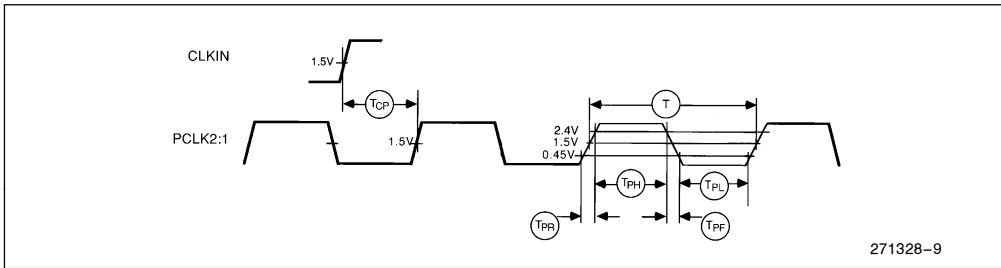 CLKIN
1.5V
TCP
T
PCLK2:1
1.5V
2.4V
1.5V
0.45V
TPH
TPL
TPR
TPF
271328-9